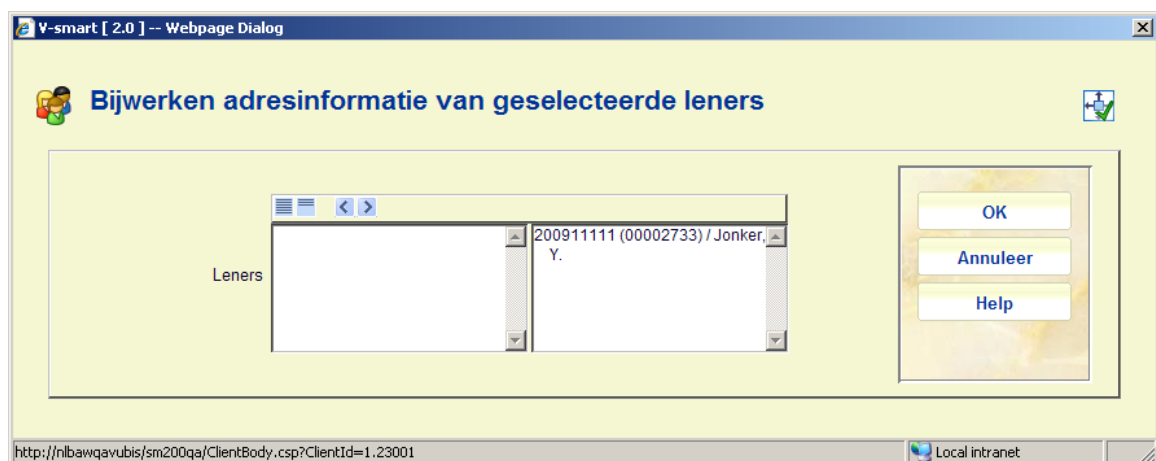 V-smart [ 2.0 ] -- Webpage Dialog
Bijwerken adresinformatie van geselecteerde leners
Leners
200911111 (00002733) / Jonker,
Y.
OK
Annuleer
Help
http://nlbawqavubis/sm200qa/ClientBody.csp?ClientId=1.23001
Local intranet